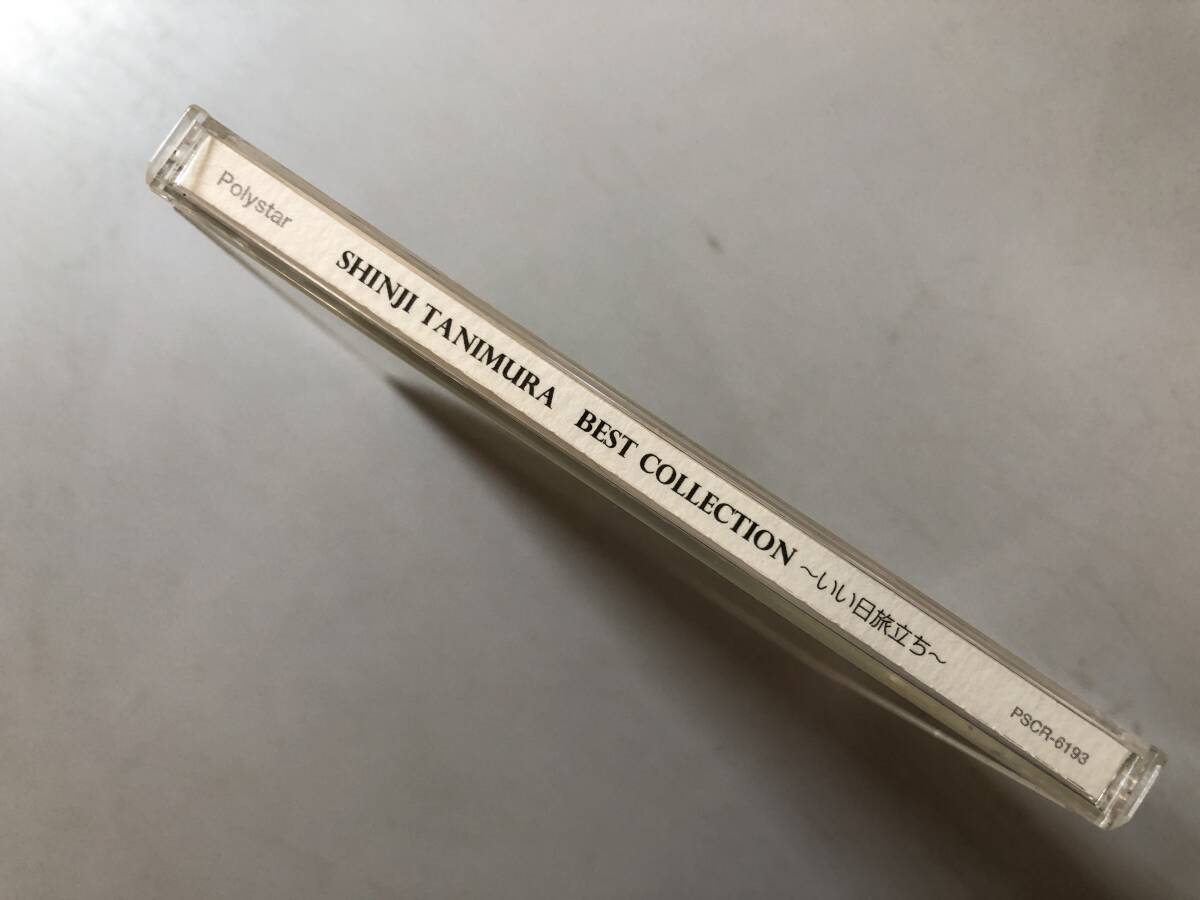 Polystar SHINJI TANIMURA BEST COLLECTION ～いい日旅立ち～ PSCR-6193